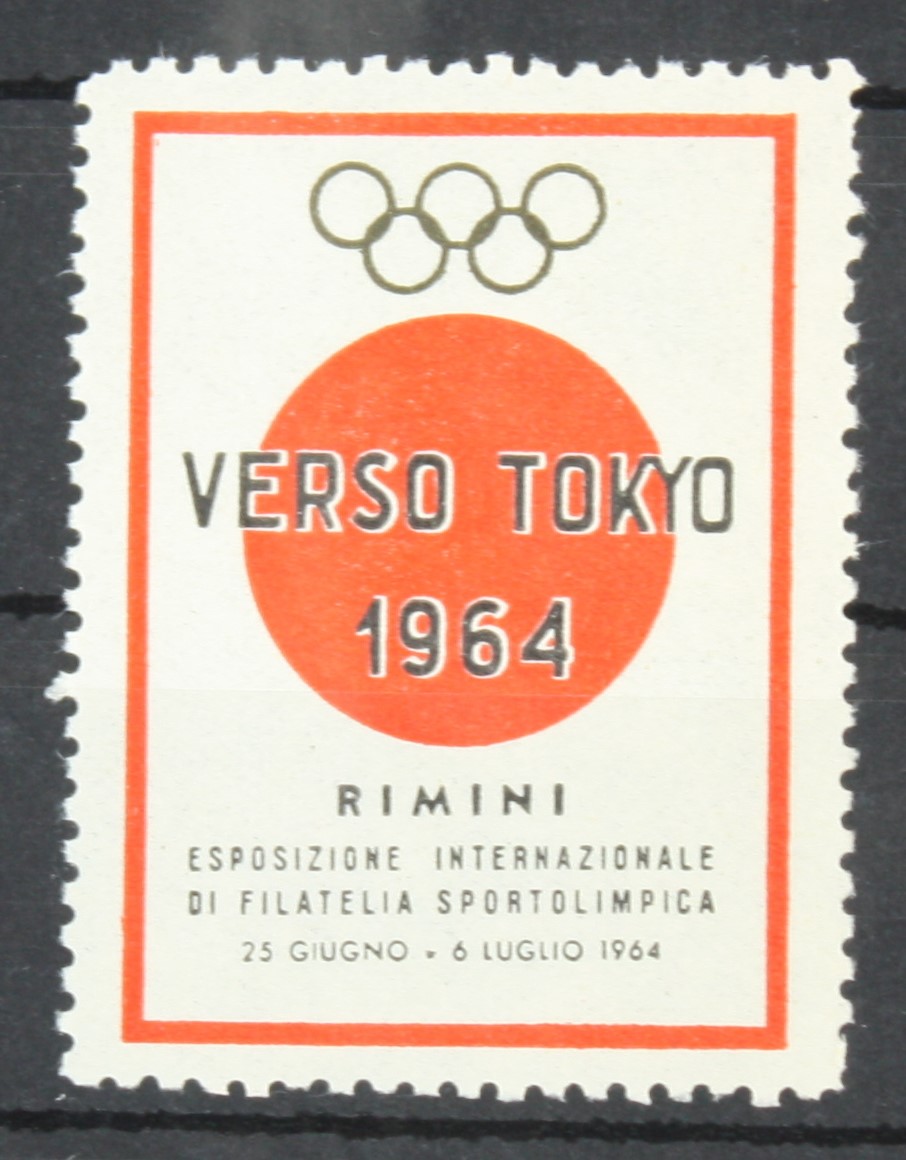 VERSO TOKYO
1964
RIMINI
ESPOSIZIONE INTERNAZIONALE
DI FILATELIA SPORTOLIMPICA
25 GIUGNO - 6 LUGLIO 1964